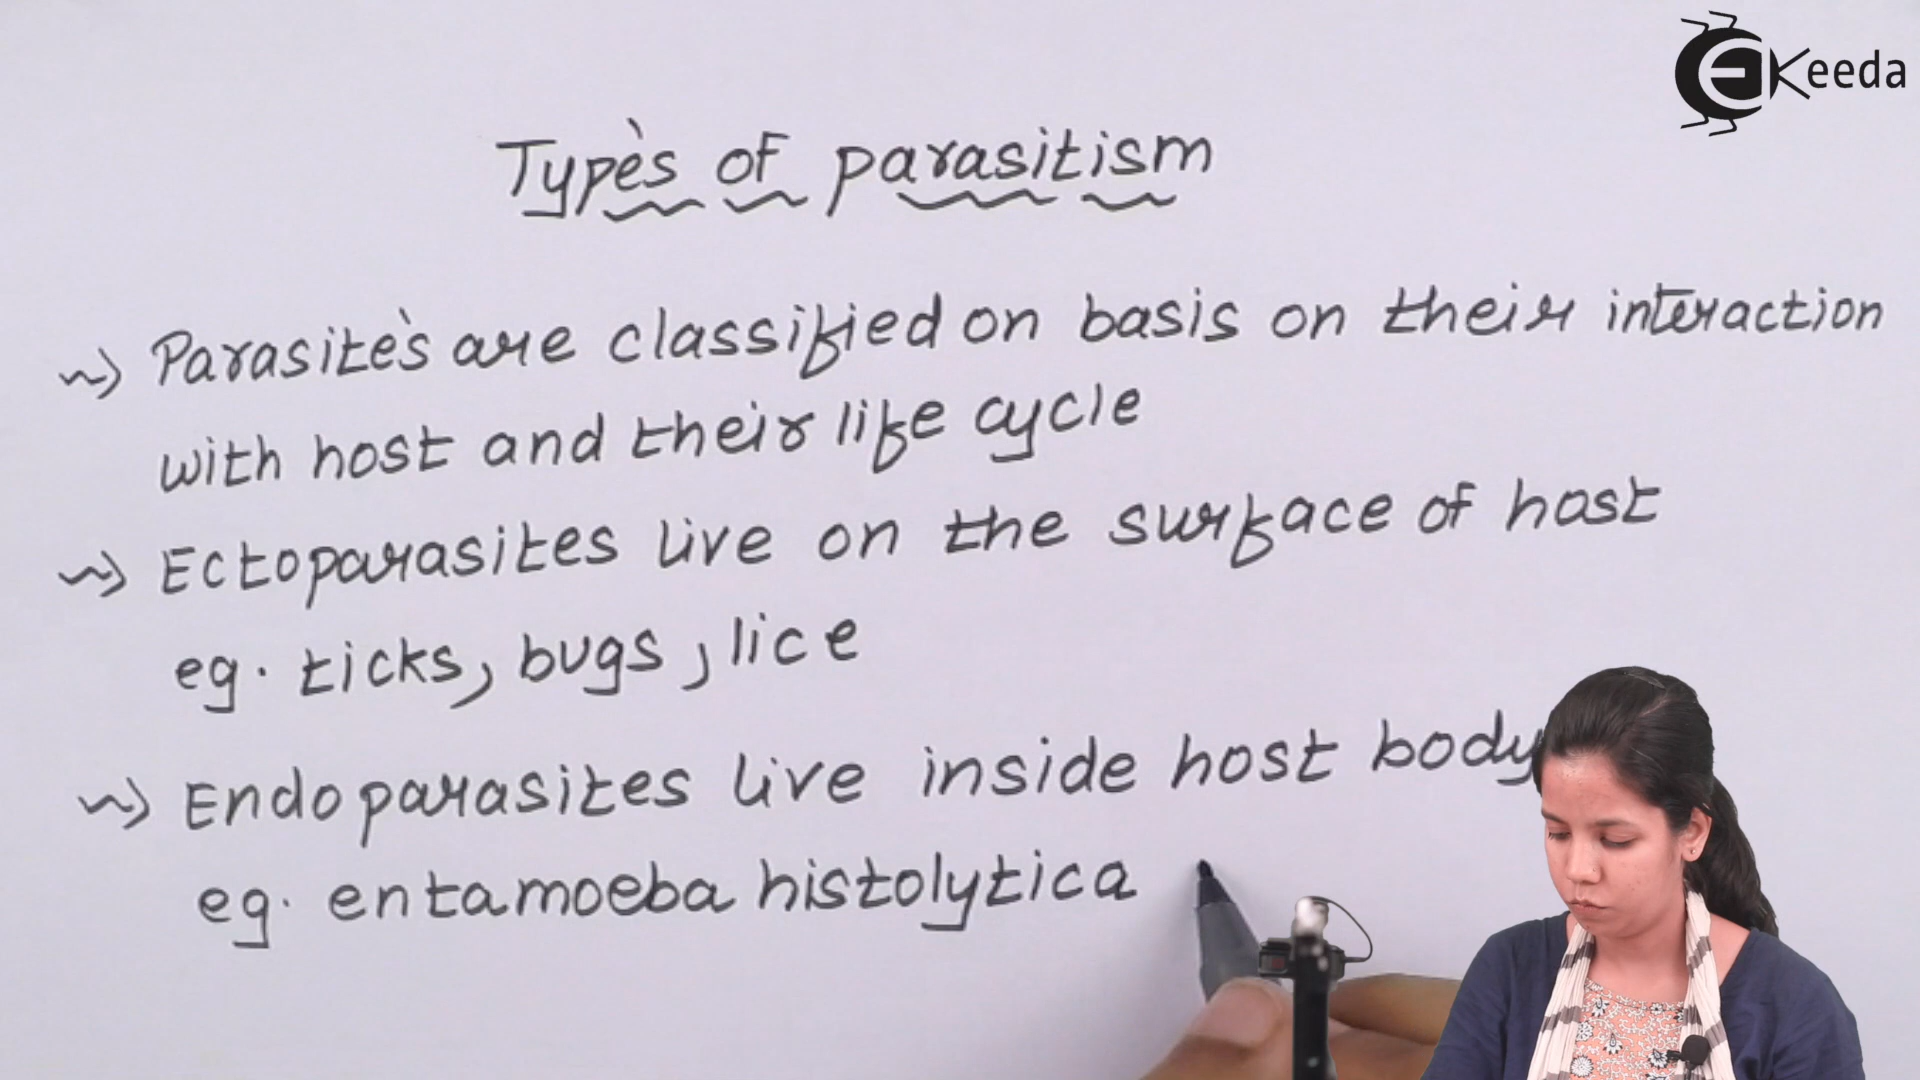 EKeeda
Types of parasitism
~> Parasites are classified on basis on their interaction
with host and their life cycle
~> Ectoparasites live on the surface of host
eg. ticks, bugs, lice
~> Endoparasites live inside host body
eg. entamoeba histolytica